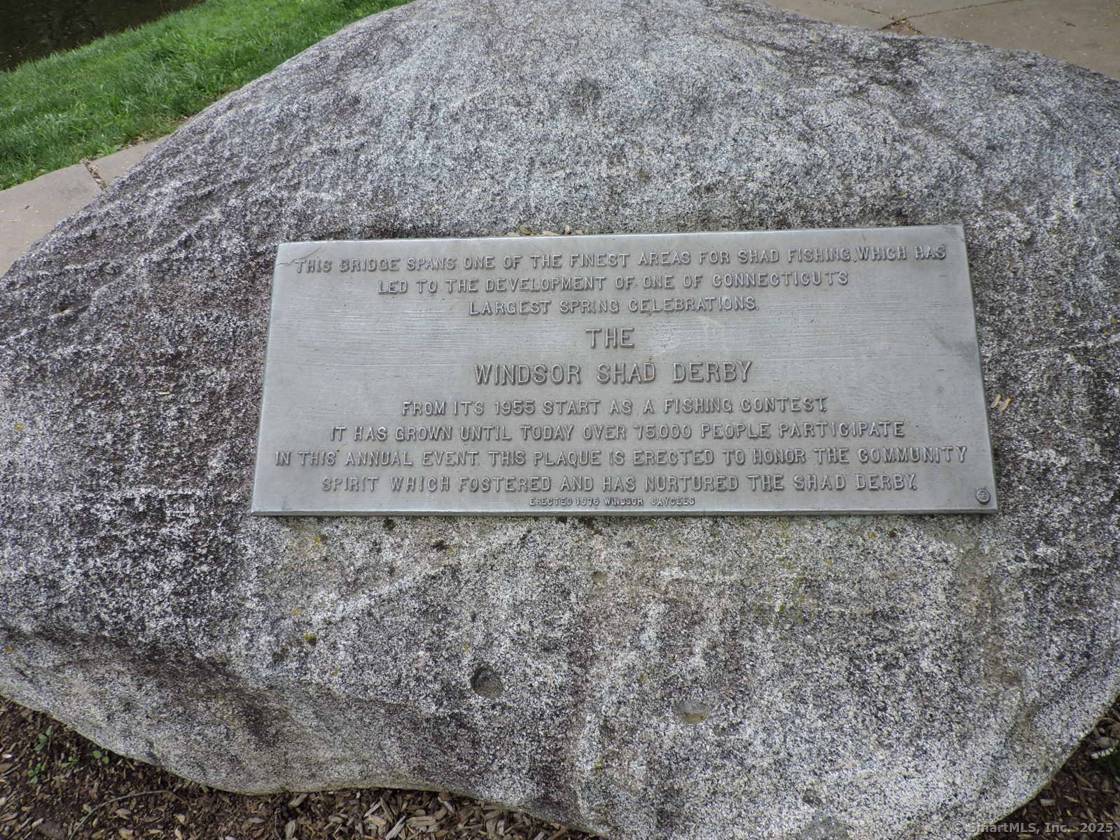 THIS BRIDGE SPANS ONE OF THE FINEST AREAS FOR SHAD FISHING, WHICH HAS
LED TO THE DEVELOPMENT OF ONE OF CONNECTICUT'S
LARGEST SPRING CELEBRATIONS.
THE
WINDSOR SHAD DERBY
FROM ITS 1955 START AS A FISHING CONTEST,
IT HAS GROWN UNTIL TODAY OVER 75,000 PEOPLE PARTICIPATE
IN THIS ANNUAL EVENT. THIS PLAQUE IS ERECTED TO HONOR THE COMMUNITY
SPIRIT WHICH FOSTERED AND HAS NURTURED THE SHAD DERBY.
ERECTED 1976 WINDSOR JAYCEES
SmartMLS, Inc. 2025